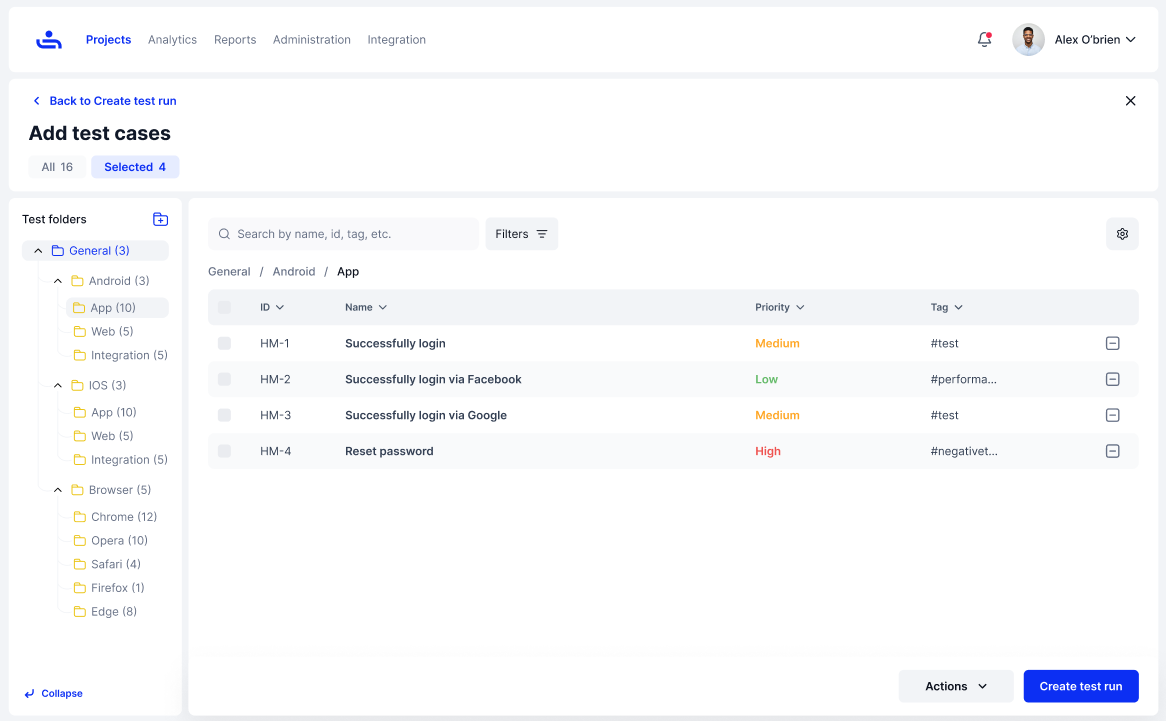 Projects Analytics Reports Administration Integration Alex O'brien
Back to Create test run
Add test cases
All 16 Selected 4
Test folders
General (3)
Android (3)
App (10)
Web (5)
Integration (5)
IOS (3)
App (10)
Web (5)
Integration (5)
Browser (5)
Chrome (12)
Opera (10)
Safari (4)
Firefox (1)
Edge (8)
Collapse
Search by name, id, tag, etc. Filters
General / Android / App
ID Name Priority Tag
HM-1 Successfully login Medium #test
HM-2 Successfully login via Facebook Low #performa...
HM-3 Successfully login via Google Medium #test
HM-4 Reset password High #negativet...
Actions Create test run